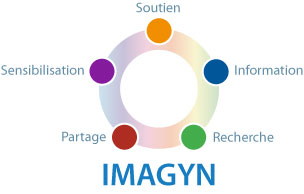 Soutien
Sensibilisation
Information
Partage
Recherche
IMAGYN